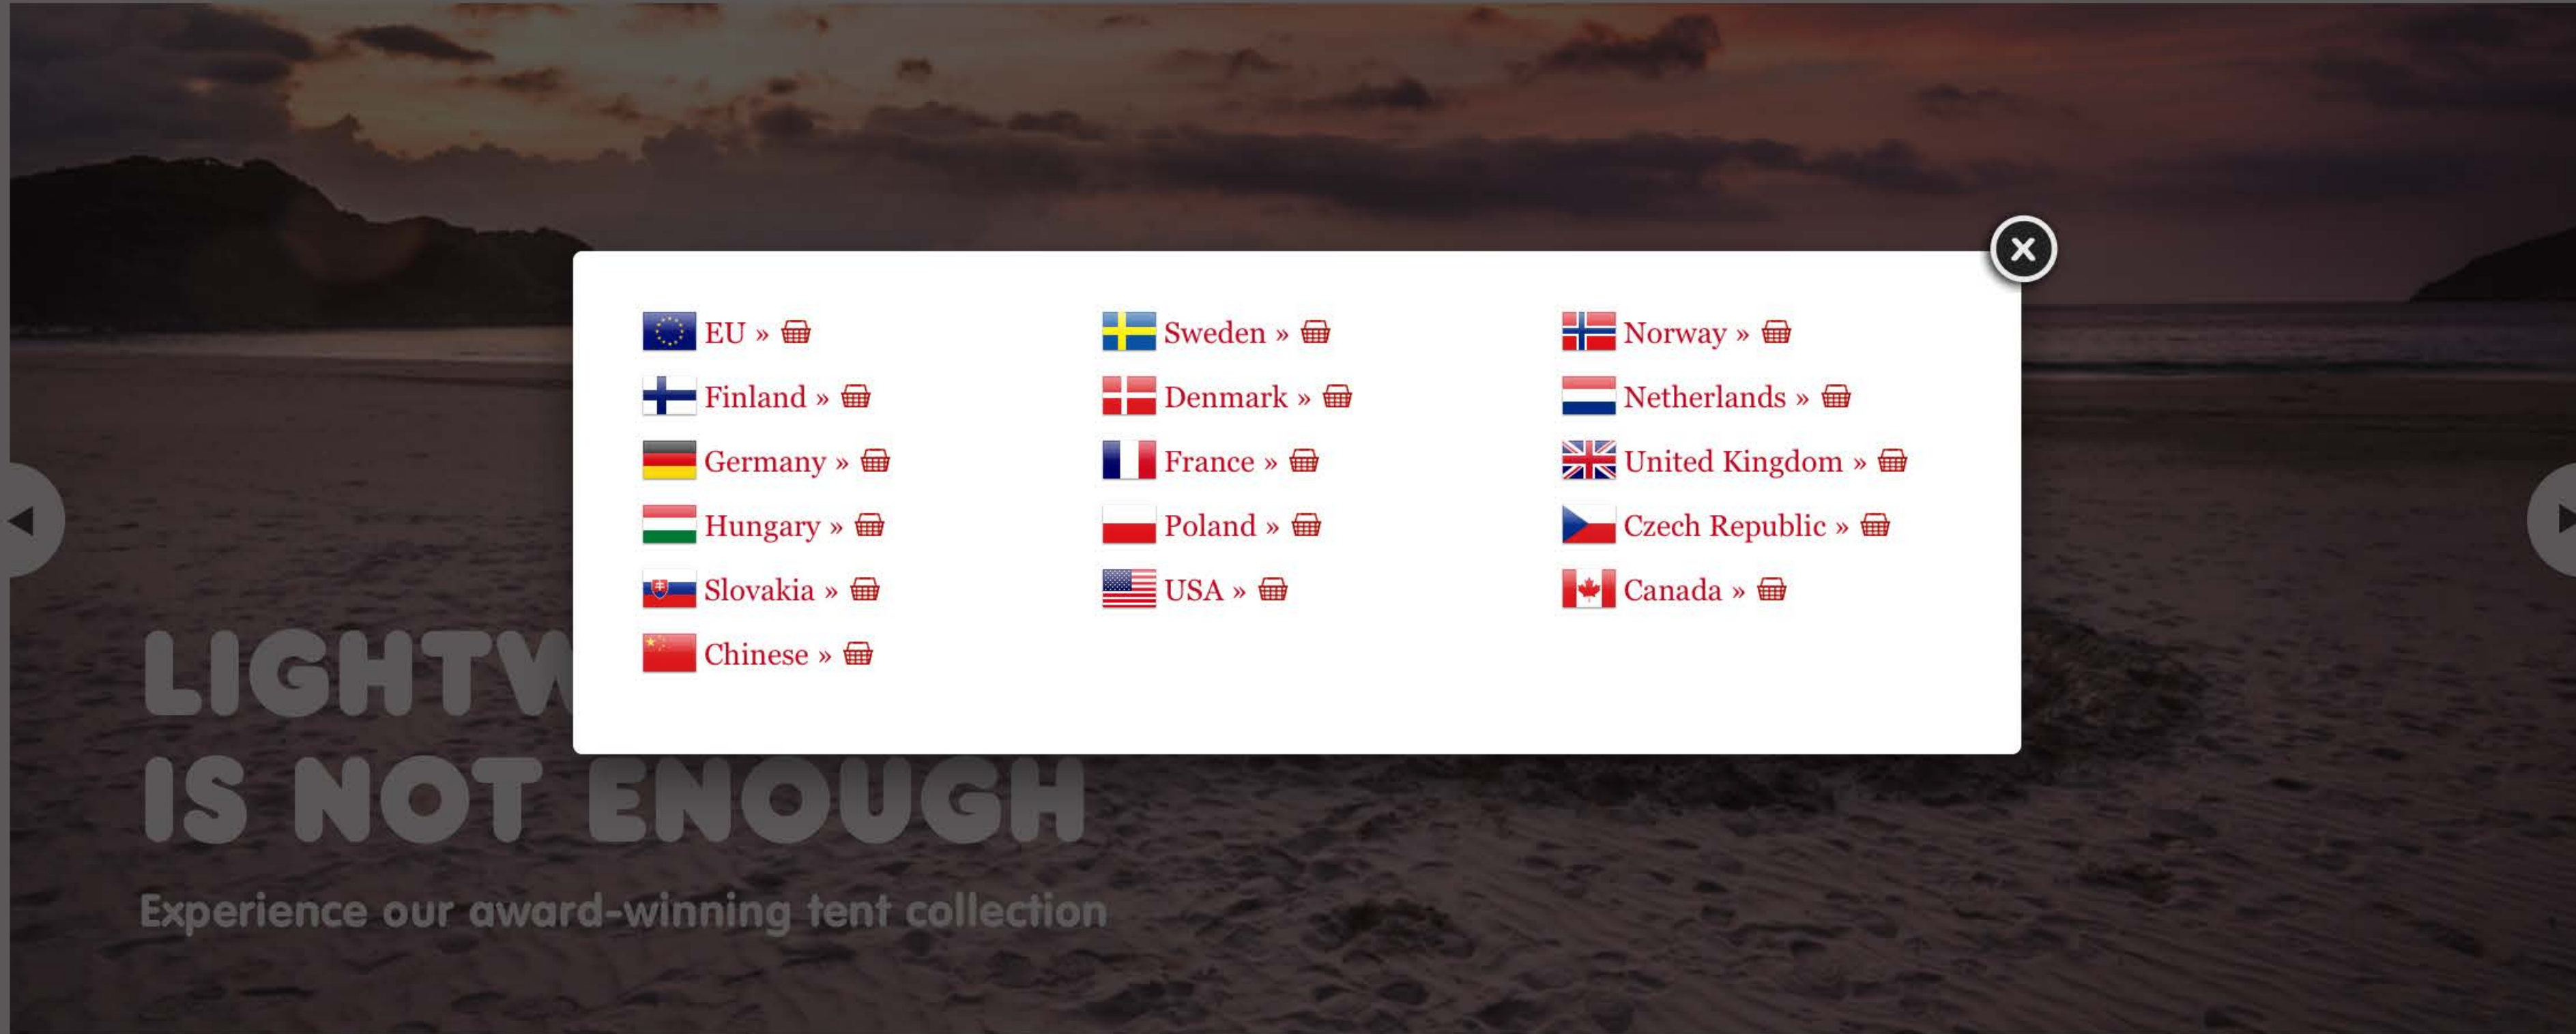 EU »
Sweden »
Norway »
Finland »
Denmark »
Netherlands »
Germany »
France »
United Kingdom »
Hungary »
Poland »
Czech Republic »
Slovakia »
USA »
Canada »
Chinese »
LIGHTW
IS NOT ENOUGH
Experience our award-winning tent collection